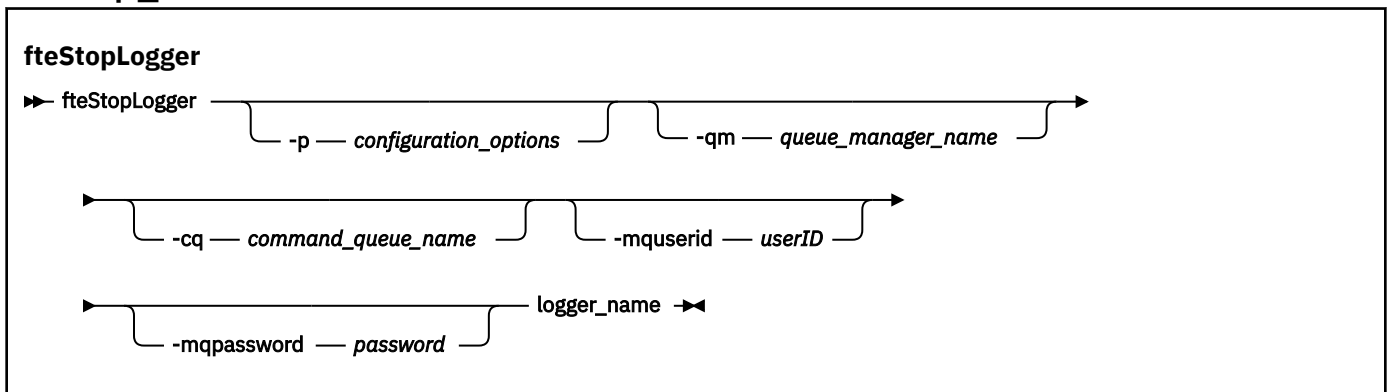 fteStopLogger
fteStopLogger
-p configuration_options -qm queue_manager_name
-cq command_queue_name -mquserid userID
logger_name
-mqpassword password